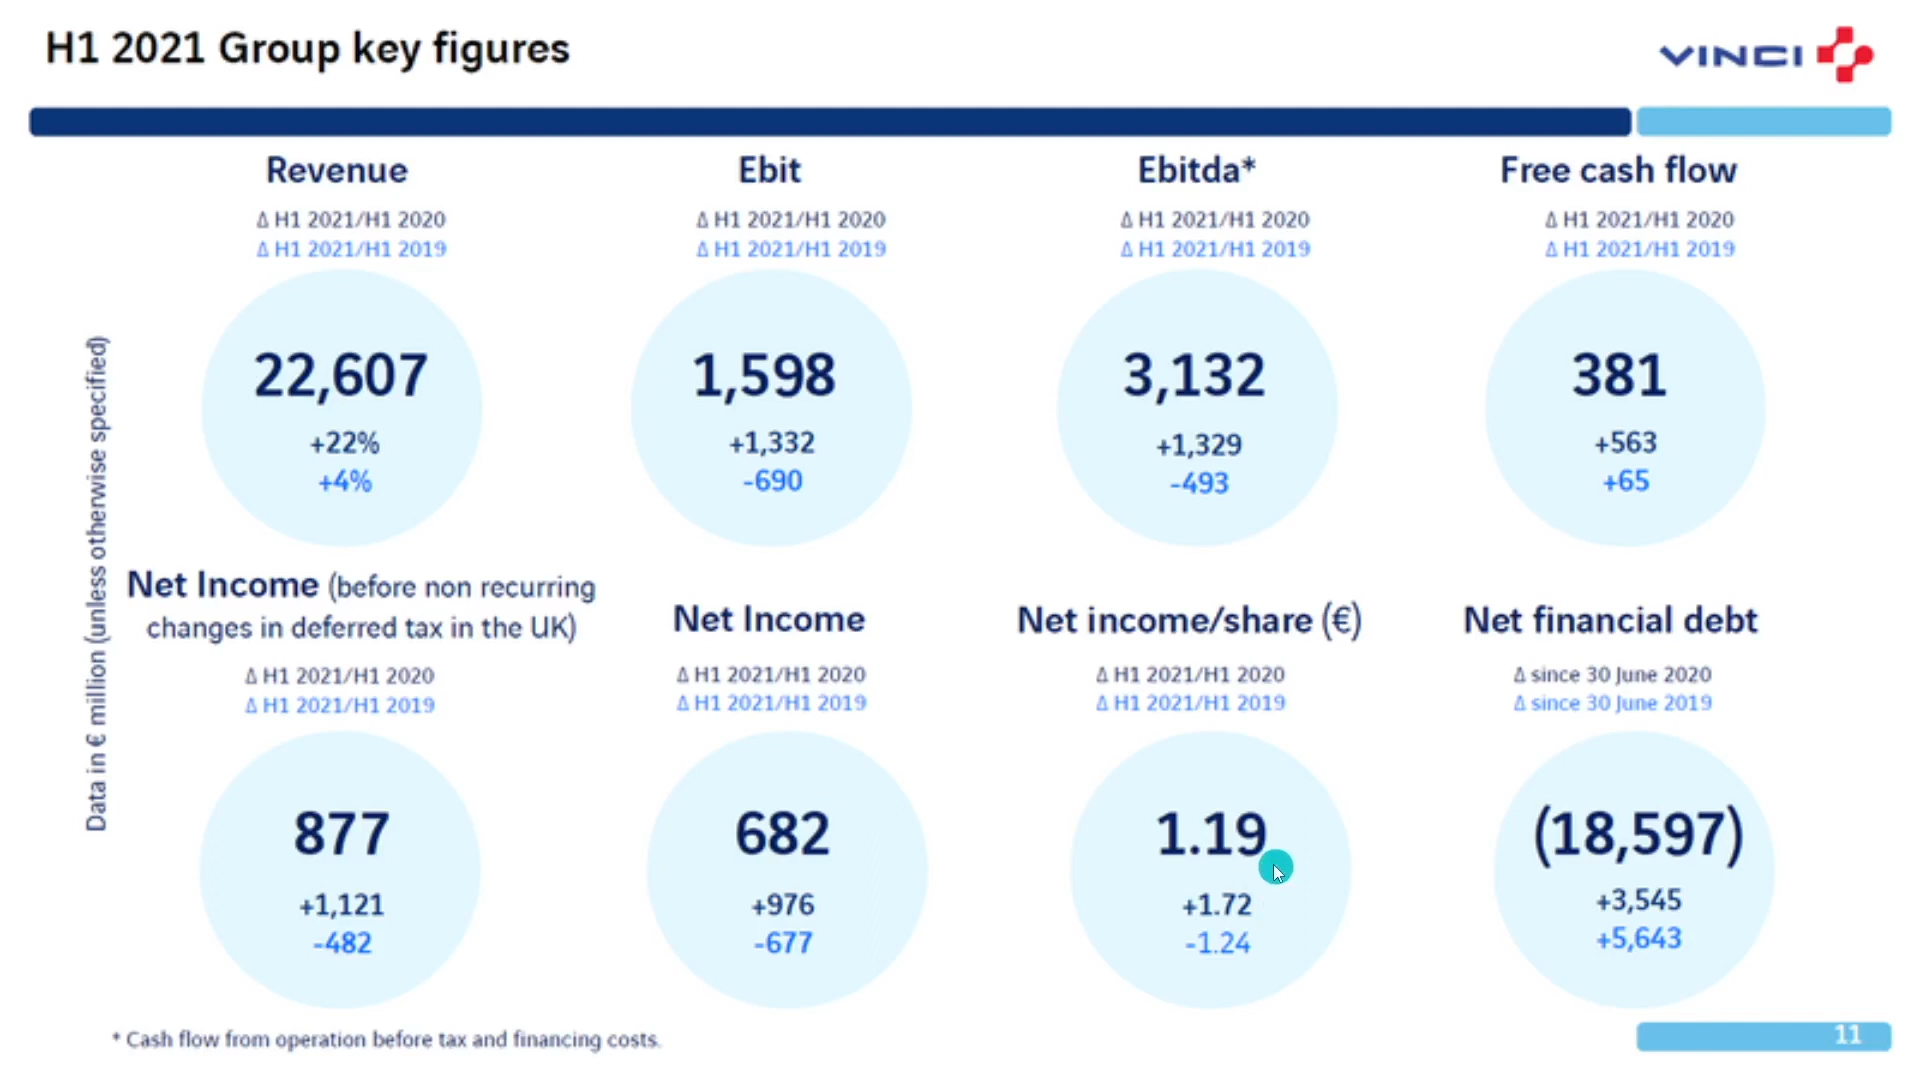 H1 2021 Group key figures
VINCI
Data in € million (unless otherwise specified)
Revenue
Δ H1 2021/H1 2020
Δ H1 2021/H1 2019
22,607
+22%
+4%
Ebit
Δ H1 2021/H1 2020
Δ H1 2021/H1 2019
1,598
+1,332
-690
Ebitda*
Δ H1 2021/H1 2020
Δ H1 2021/H1 2019
3,132
+1,329
-493
Free cash flow
Δ H1 2021/H1 2020
Δ H1 2021/H1 2019
381
+563
+65
Net Income (before non recurring
changes in deferred tax in the UK)
Δ H1 2021/H1 2020
Δ H1 2021/H1 2019
877
+1,121
-482
Net Income
Δ H1 2021/H1 2020
Δ H1 2021/H1 2019
682
+976
-677
Net income/share (€)
Δ H1 2021/H1 2020
Δ H1 2021/H1 2019
1.19
+1.72
-1.24
Net financial debt
Δ since 30 June 2020
Δ since 30 June 2019
(18,597)
+3,545
+5,643
* Cash flow from operation before tax and financing costs.
11